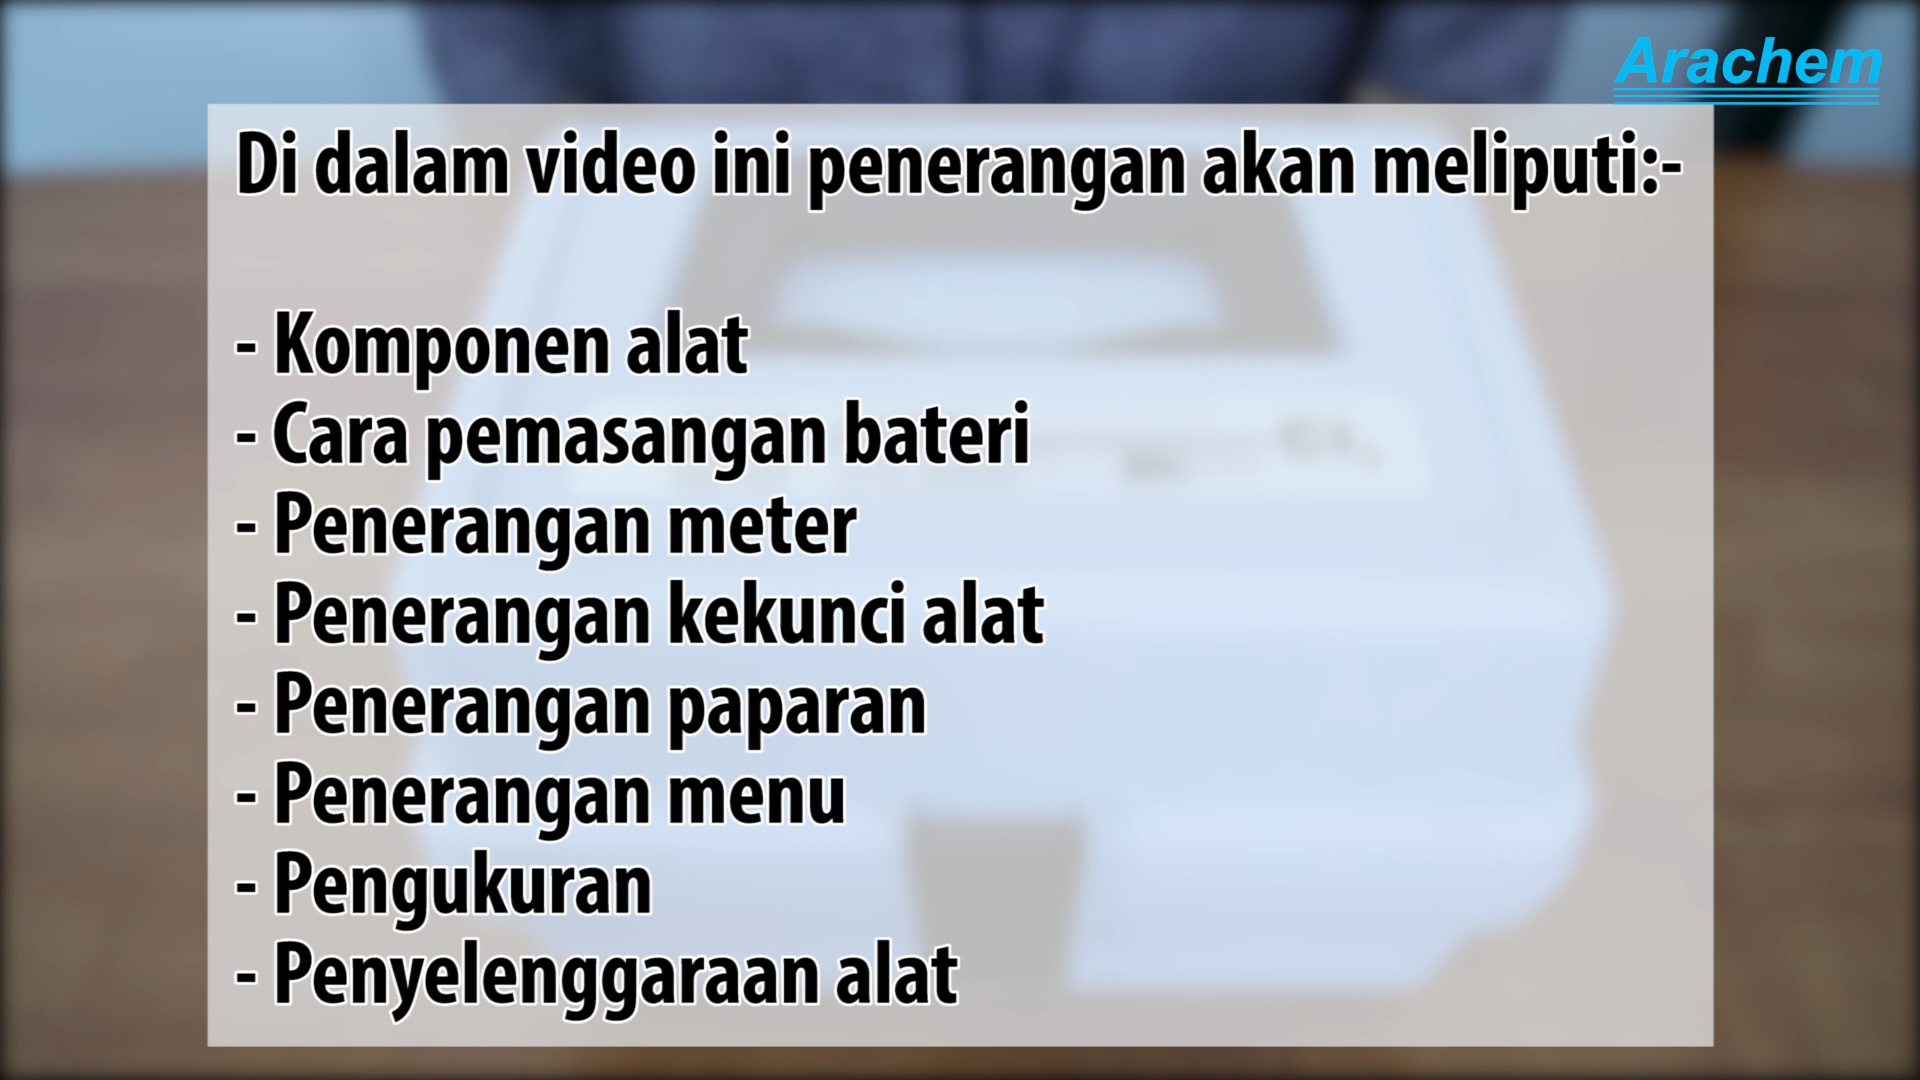 Arachem
Di dalam video ini penerangan akan meliputi:-
- Komponen alat
- Cara pemasangan bateri
- Penerangan meter
- Penerangan kekunci alat
- Penerangan paparan
- Penerangan menu
- Pengukuran
- Penyelenggaraan alat